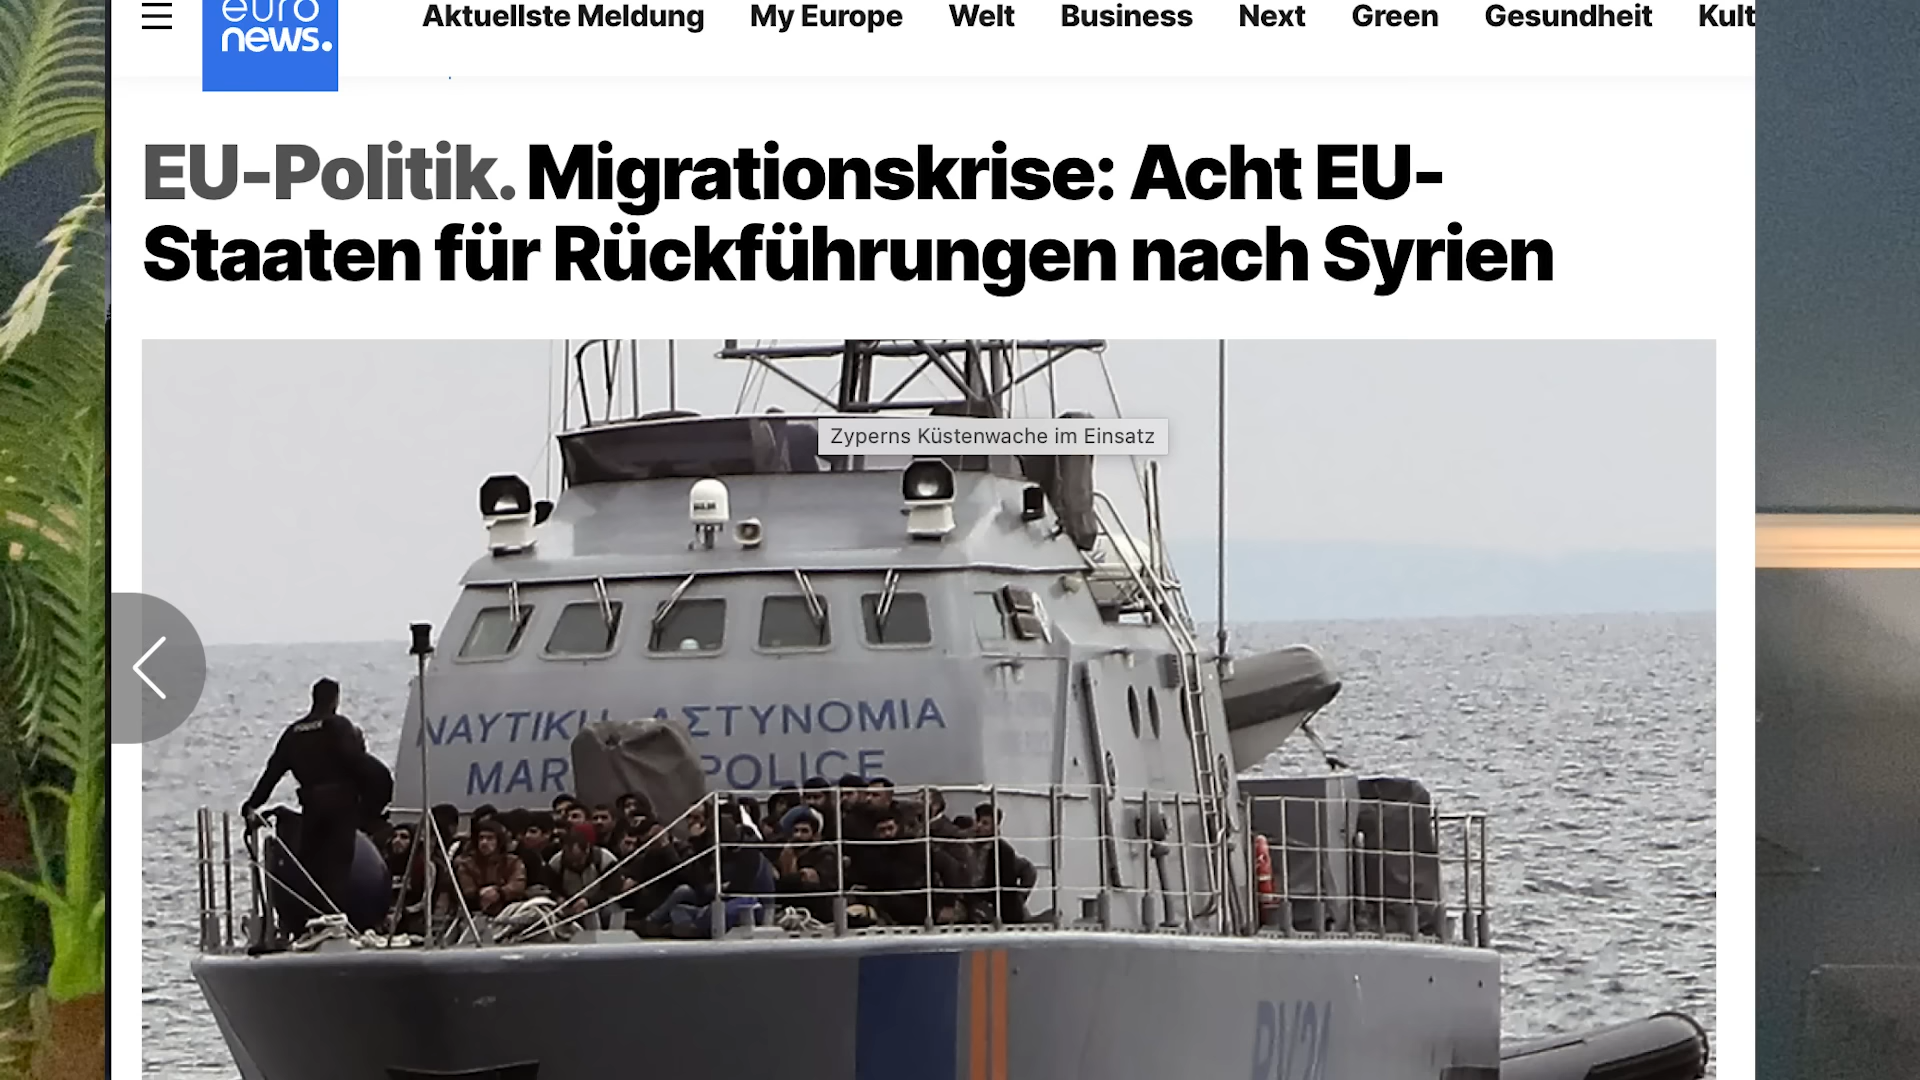 euro
news.
Aktuellste Meldung My Europe Welt Business Next Green Gesundheit Kult
EU-Politik. Migrationskrise: Acht EU-
Staaten für Rückführungen nach Syrien
Zyperns Küstenwache im Einsatz
ΑΣΤΥΝΟΜΙΑ
POLICE